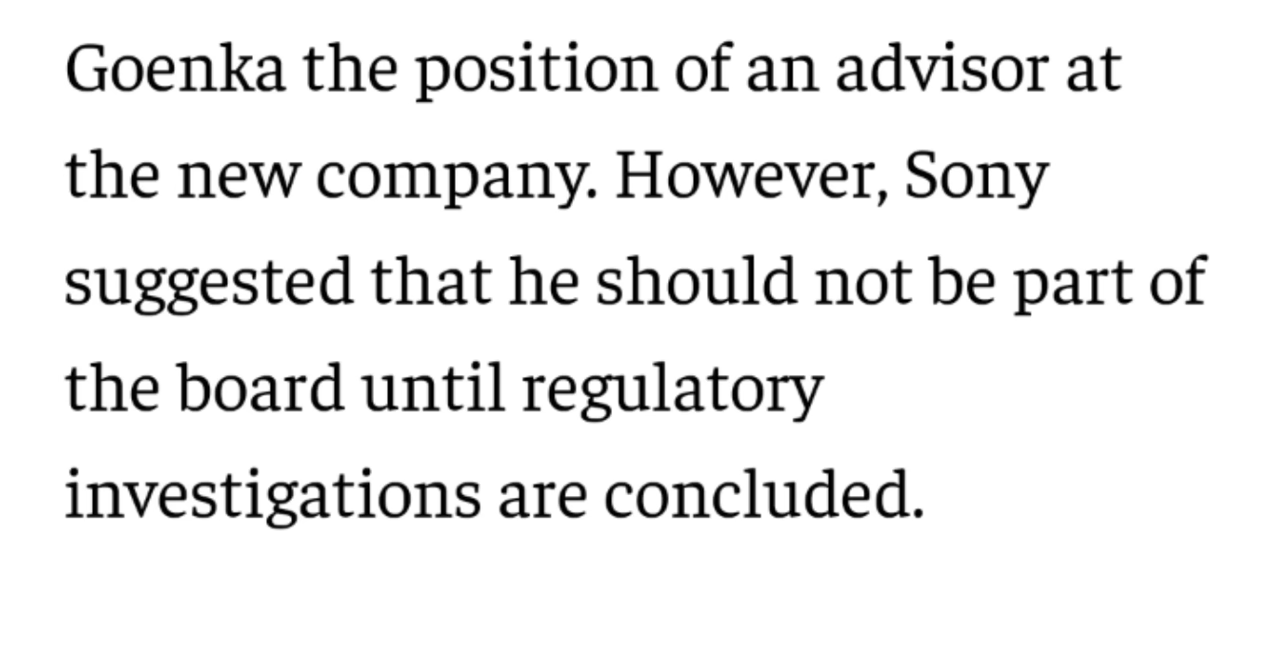 Goenka the position of an advisor at
the new company. However, Sony
suggested that he should not be part of
the board until regulatory
investigations are concluded.